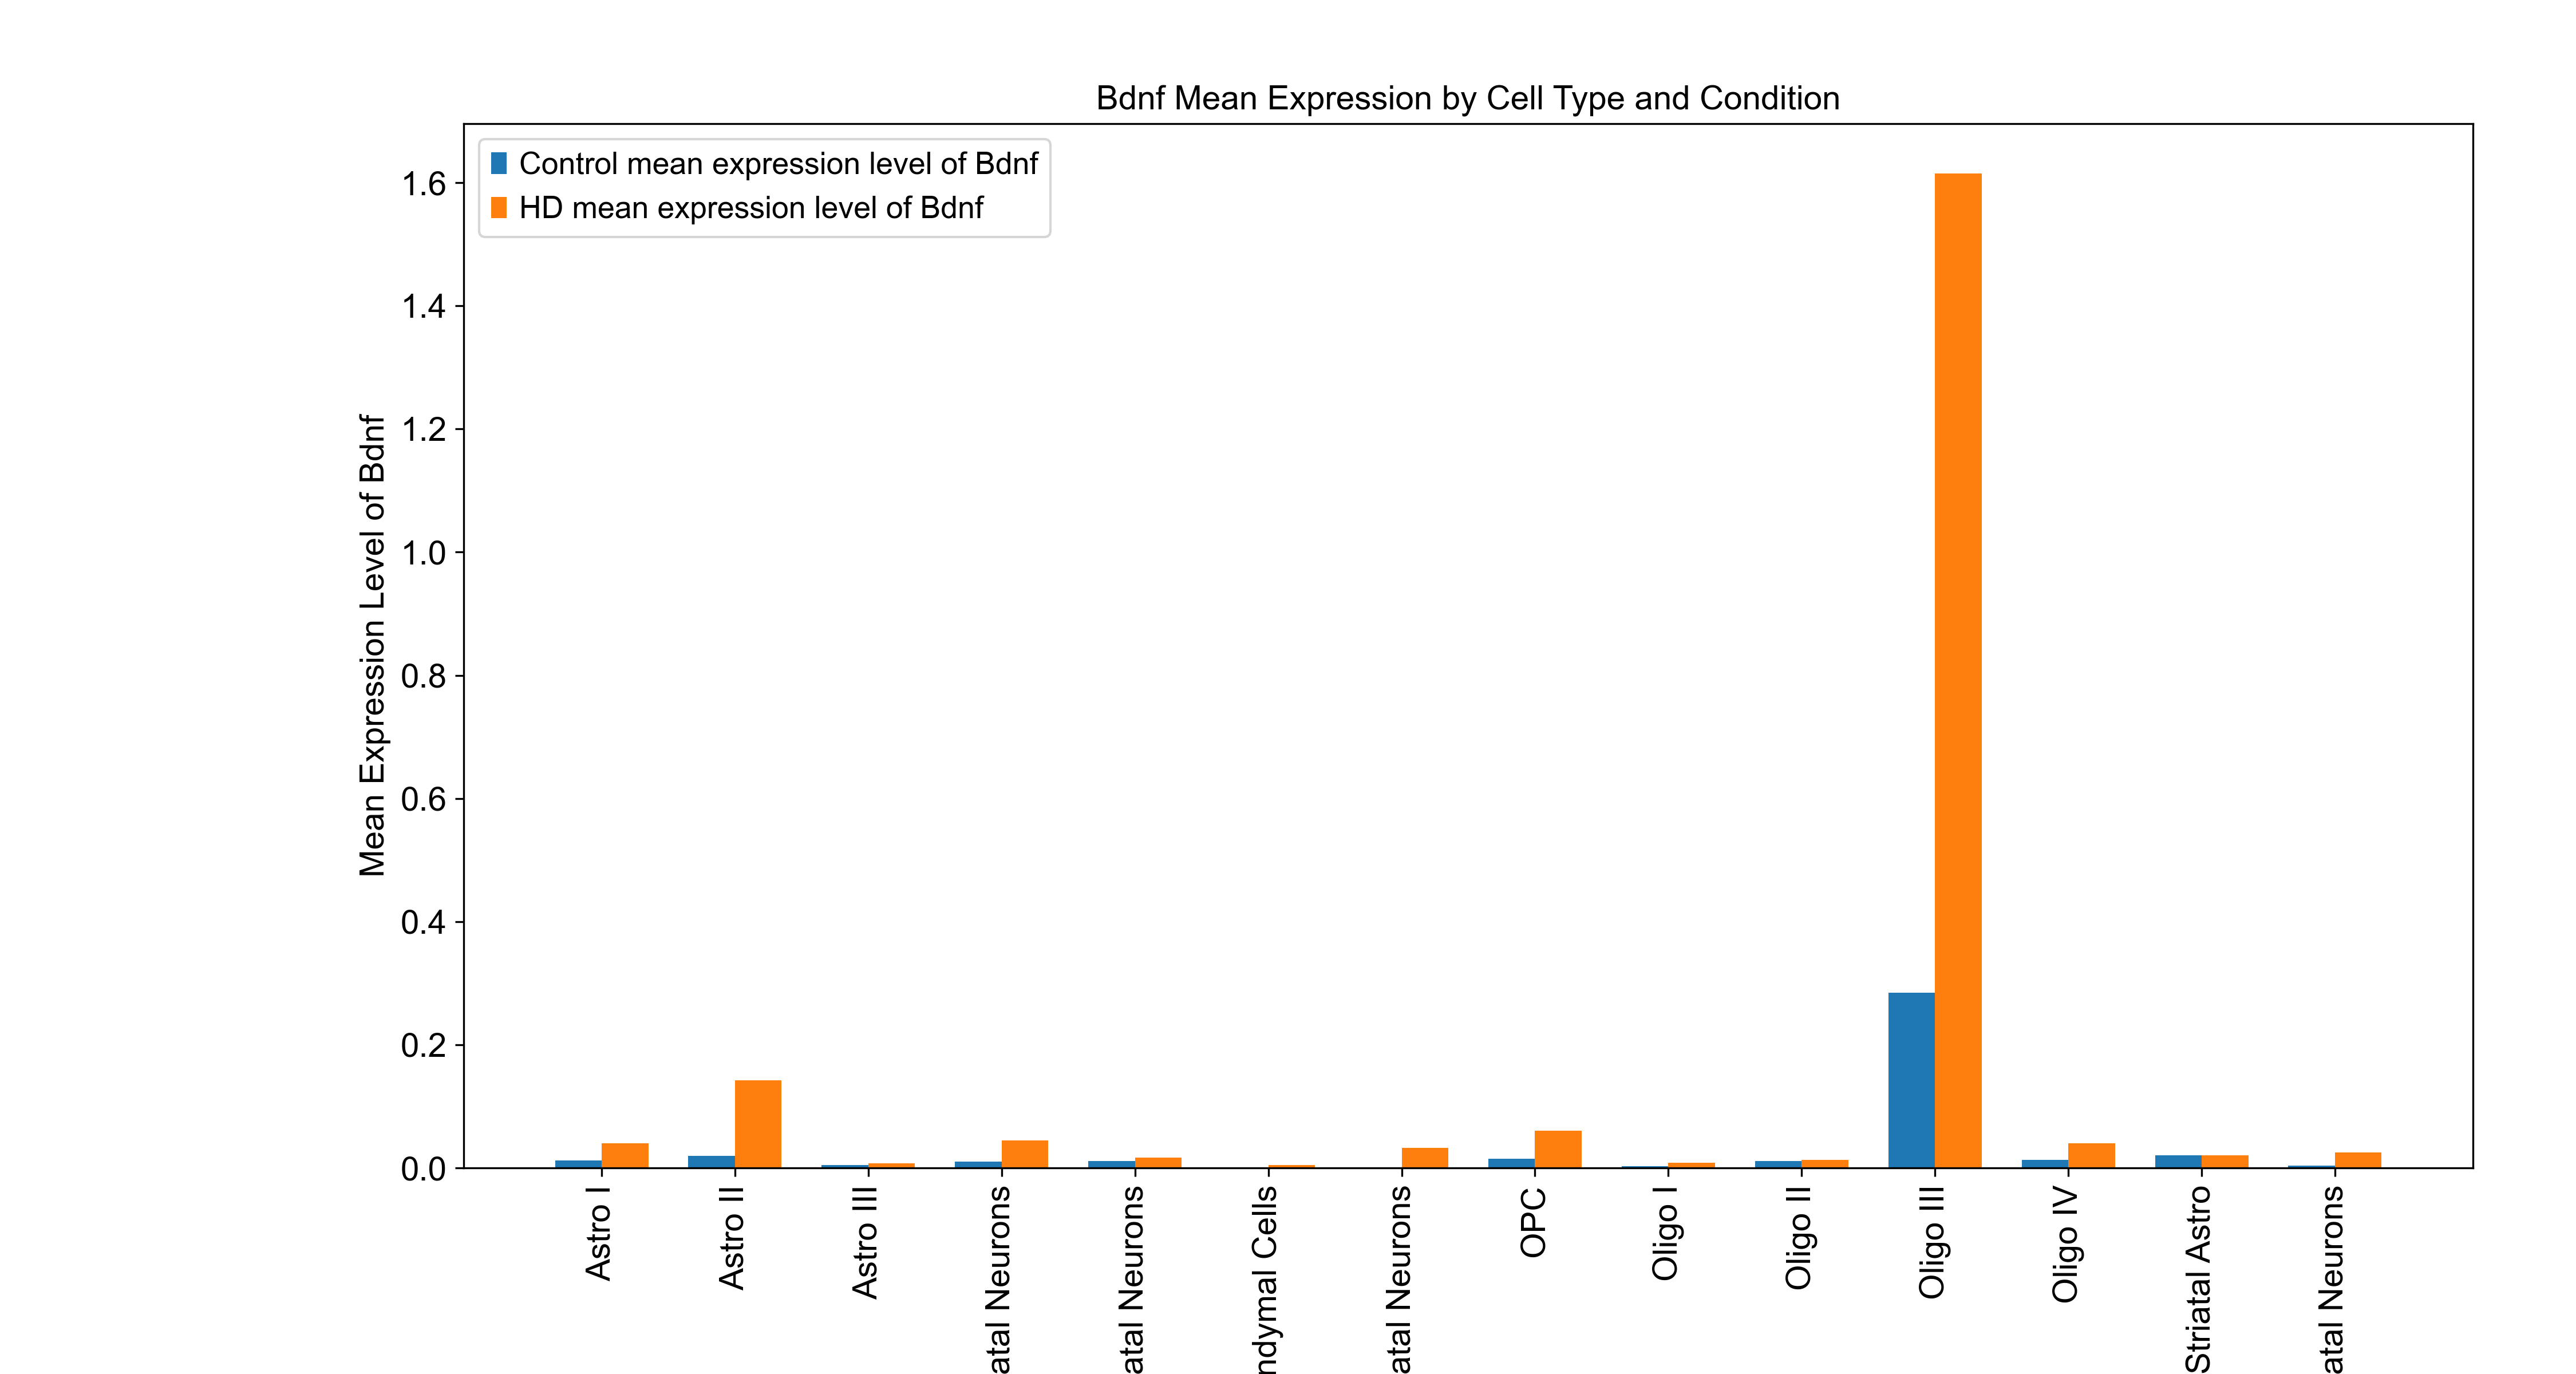 Bdnf Mean Expression by Cell Type and Condition
Control mean expression level of Bdnf
HD mean expression level of Bdnf
Mean Expression Level of Bdnf
1.6
1.4
1.2
1.0
0.8
0.6
0.4
0.2
0.0
Astro I
Astro II
Astro III
atal Neurons
atal Neurons
ndymal Cells
atal Neurons
OPC
Oligo I
Oligo II
Oligo III
Oligo IV
Striatal Astro
atal Neurons